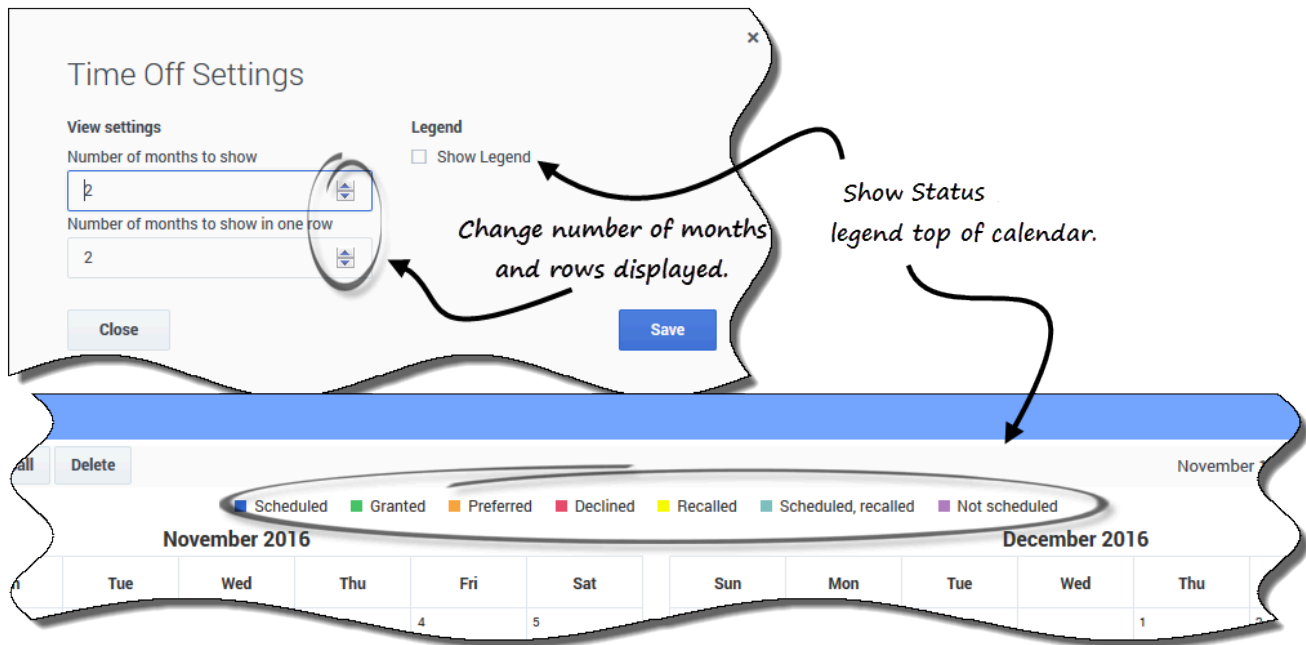 ×
Time Off Settings
View settings
Legend
Number of months to show
Show Legend
2
Number of months to show in one row
2
Change number of months
and rows displayed.
Show Status
legend top of calendar.
Close
Save
Delete
November
Scheduled Granted Preferred Declined Recalled Scheduled, recalled Not scheduled
November 2016
December 2016
Tue Wed Thu Fri Sat Sun Mon Tue Wed Thu
4 5 1